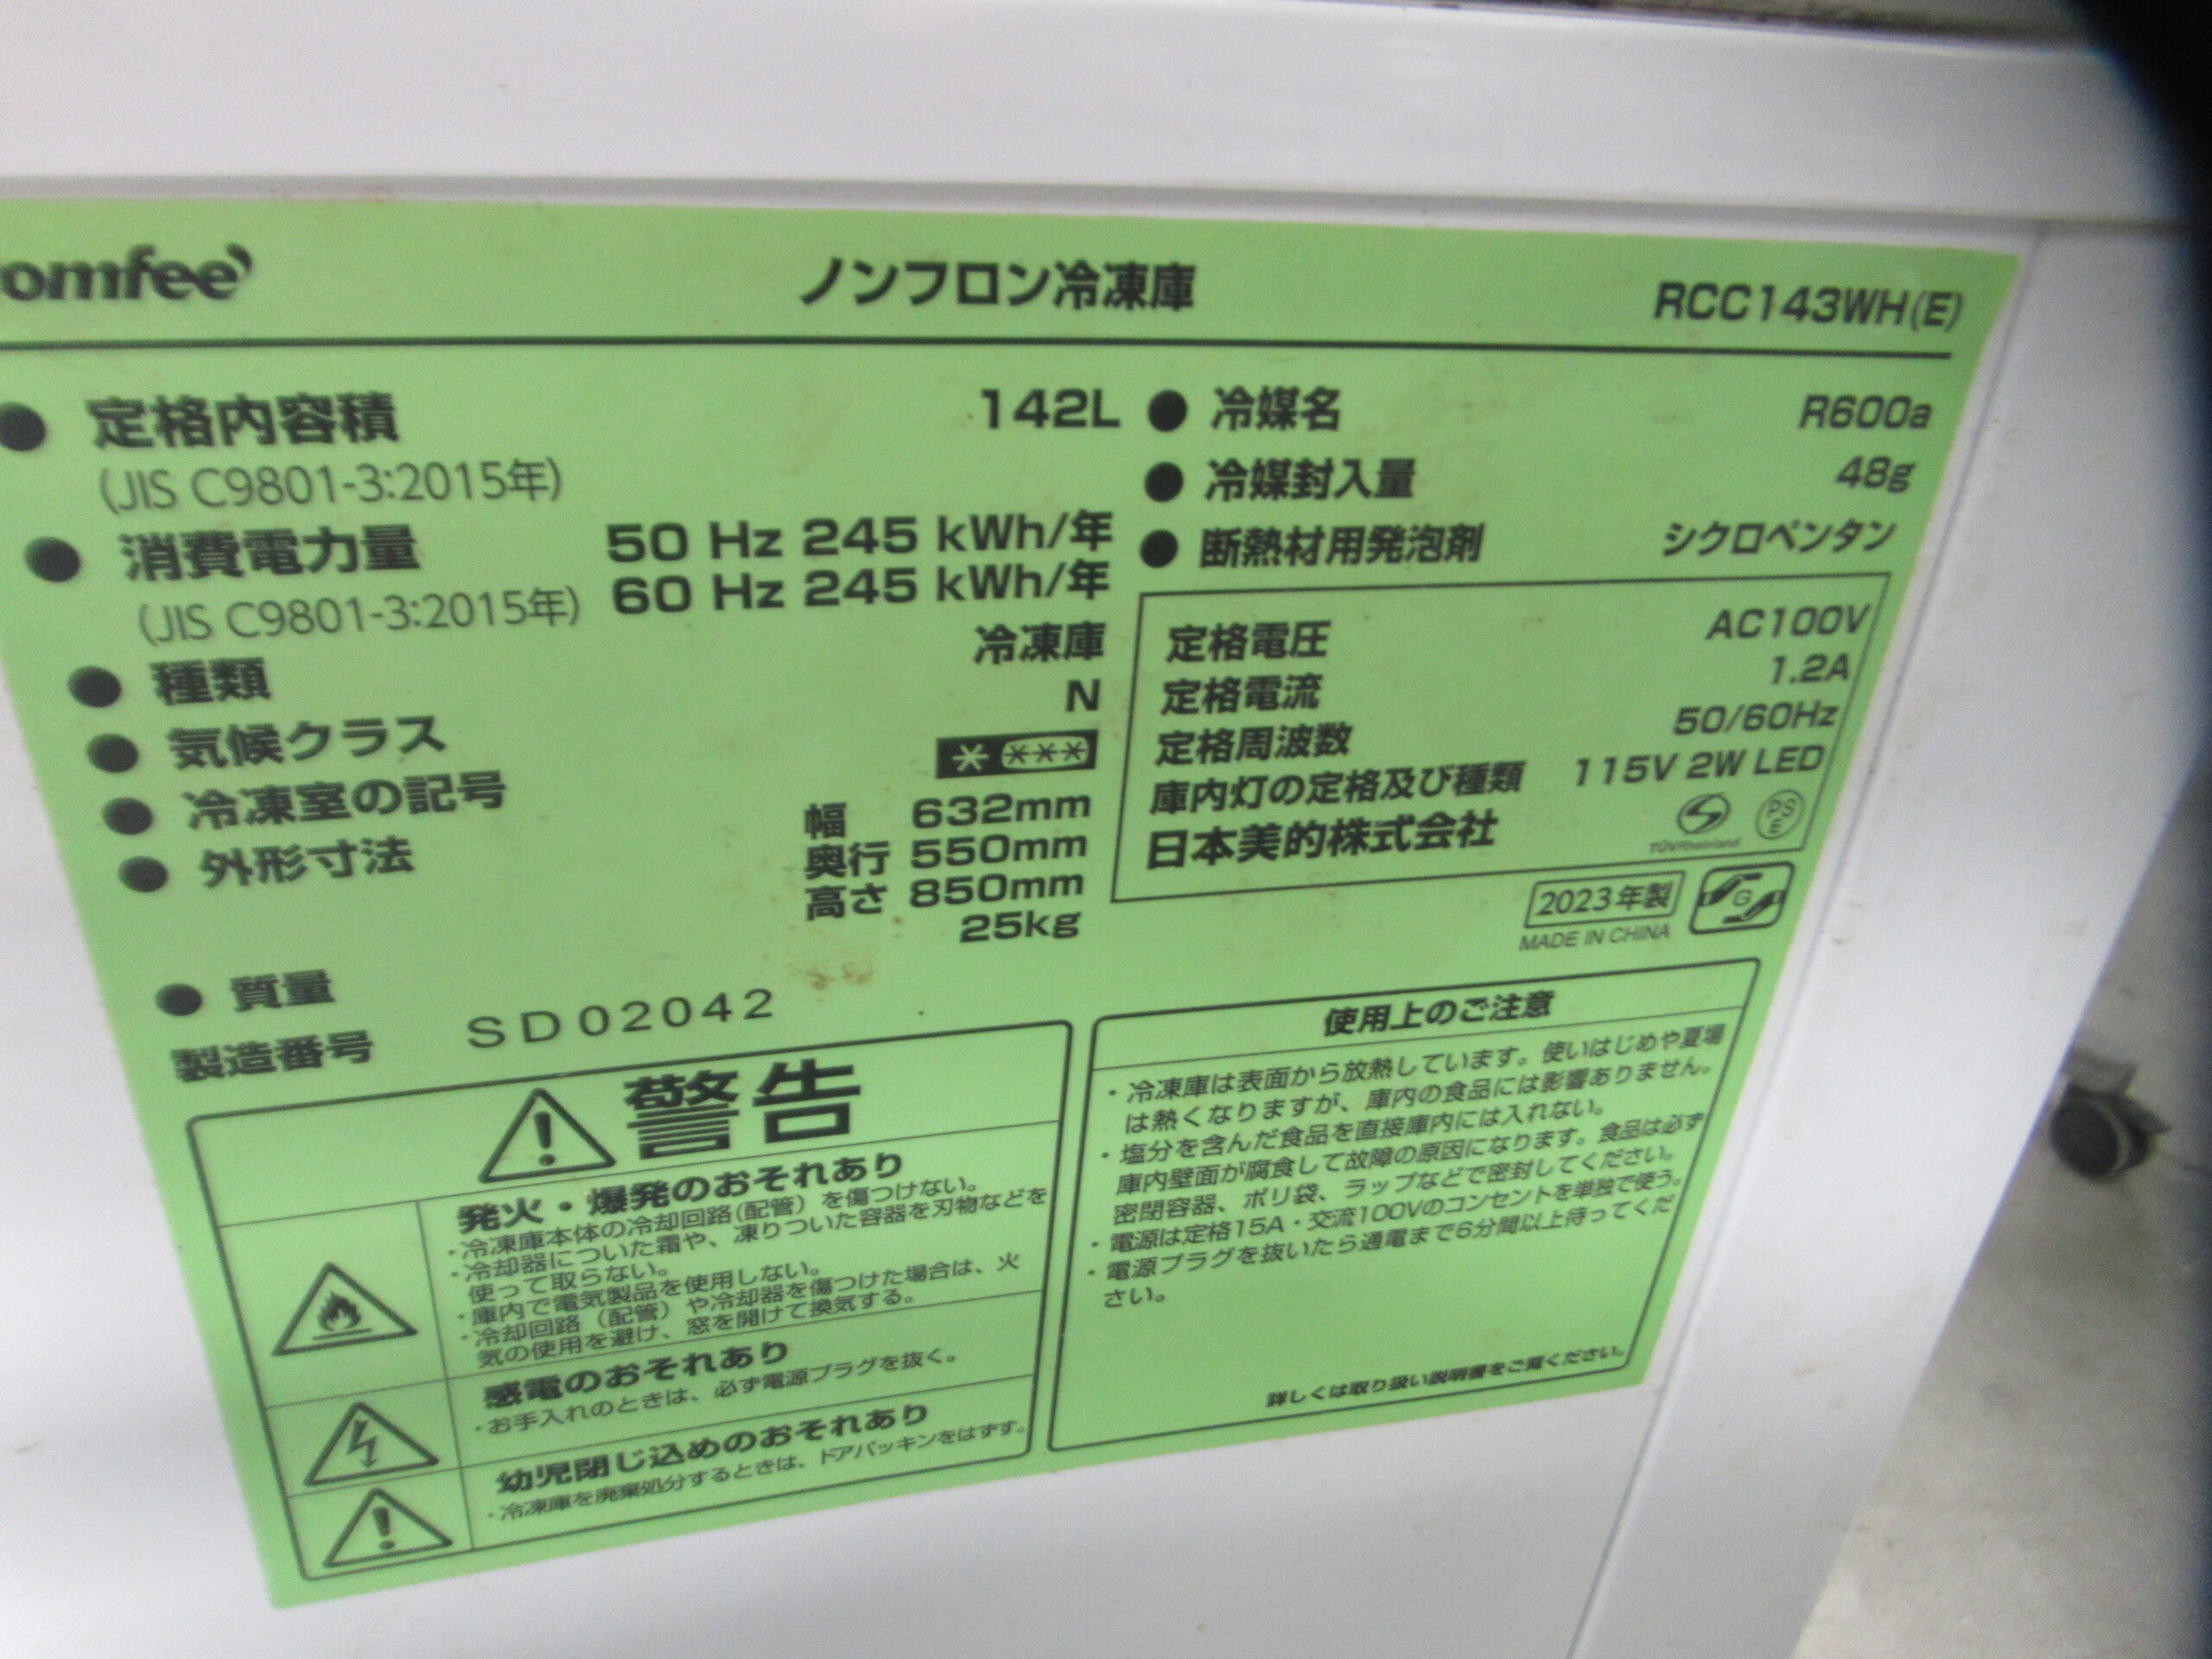 omfee
ノンフロン冷凍庫
RCC143WH(E)
● 定格内容積 142L
(JIS C9801-3:2015年)
● 消費電力量 50 Hz 245 kWh/年
(JIS C9801-3:2015年) 60 Hz 245 kWh/年
● 種類 冷凍庫
● 気候クラス N
● 冷凍室の記号 * ***
● 外形寸法 幅 632mm
奥行 550mm
高さ 850mm
● 質量 25kg
製造番号 SD02042
● 冷媒名 R600a
● 冷媒封入量 48g
● 断熱材用発泡剤 シクロペンタン
定格電圧 AC100V
定格電流 1.2A
定格周波数 50/60Hz
庫内灯の定格及び種類 115V 2W LED
日本美的株式会社
TÜVRheinland
PS
E
2023年製
G
MADE IN CHINA
警告
発火・爆発のおそれあり
・冷凍庫本体の冷却回路(配管)を傷つけない。
・冷却器についた霜や、凍りついた容器を刃物などを
使って取らない。
・庫内で電気製品を使用しない。
・冷却回路(配管)や冷却器を傷つけた場合は、火
気の使用を避け、窓を開けて換気する。
感電のおそれあり
・お手入れのときは、必ず電源プラグを抜く。
幼児閉じ込めのおそれあり
・冷凍庫を廃棄処分するときは、ドアパッキンをはずす。
使用上のご注意
・冷凍庫は表面から放熱しています。使いはじめや夏場
は熱くなりますが、庫内の食品には影響ありません。
・塩分を含んだ食品を直接庫内には入れない。
庫内壁面が腐食して故障の原因になります。食品は必ず
密閉容器、ポリ袋、ラップなどで密封してください。
・電源は定格15A・交流100Vのコンセントを単独で使う。
・電源プラグを抜いたら通電まで6分間以上待ってくだ
さい。
詳しくは取り扱い説明書をご覧ください。